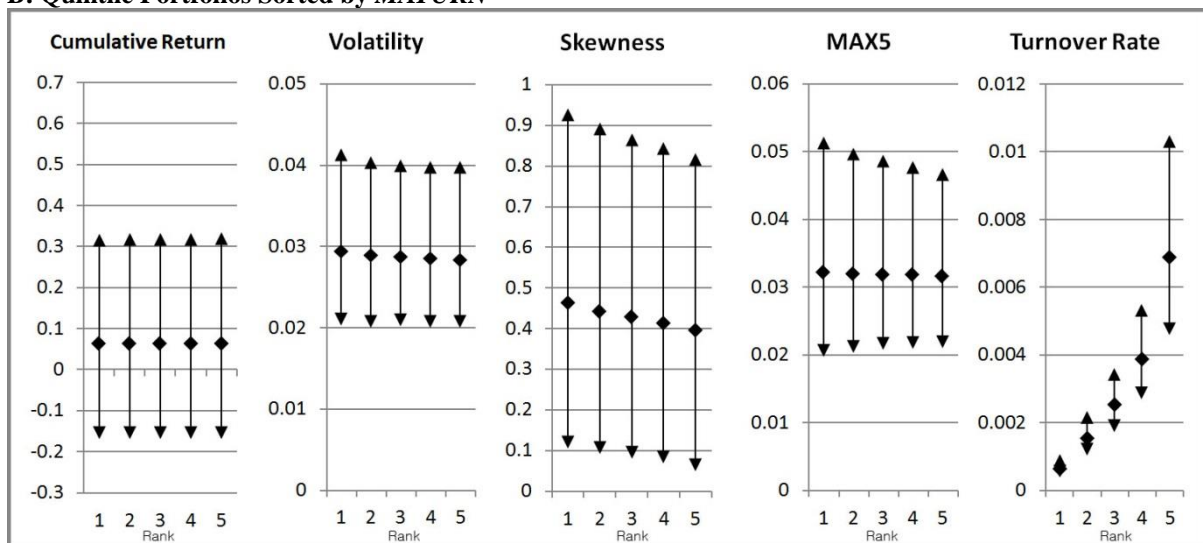 B. Quintile Portfolios Sorted by MATURN
Cumulative Return
0.7
0.6
0.5
0.4
0.3
0.2
0.1
0
-0.1
-0.2
-0.3
1 2 3 4 5
Rank
Volatility
0.05
0.04
0.03
0.02
0.01
0
1 2 3 4 5
Rank
Skewness
1
0.9
0.8
0.7
0.6
0.5
0.4
0.3
0.2
0.1
0
1 2 3 4 5
Rank
MAX5
0.06
0.05
0.04
0.03
0.02
0.01
0
1 2 3 4 5
Rank
Turnover Rate
0.012
0.01
0.008
0.006
0.004
0.002
0
1 2 3 4 5
Rank